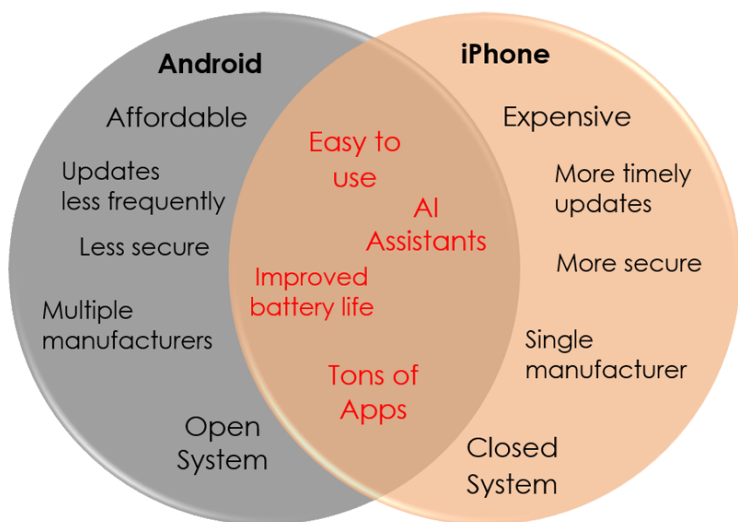 Android
Affordable
Updates
less frequently
Less secure
Multiple
manufacturers
Open
System
Easy to
use
AI
Assistants
Improved
battery life
Tons of
Apps
iPhone
Expensive
More timely
updates
More secure
Single
manufacturer
Closed
System